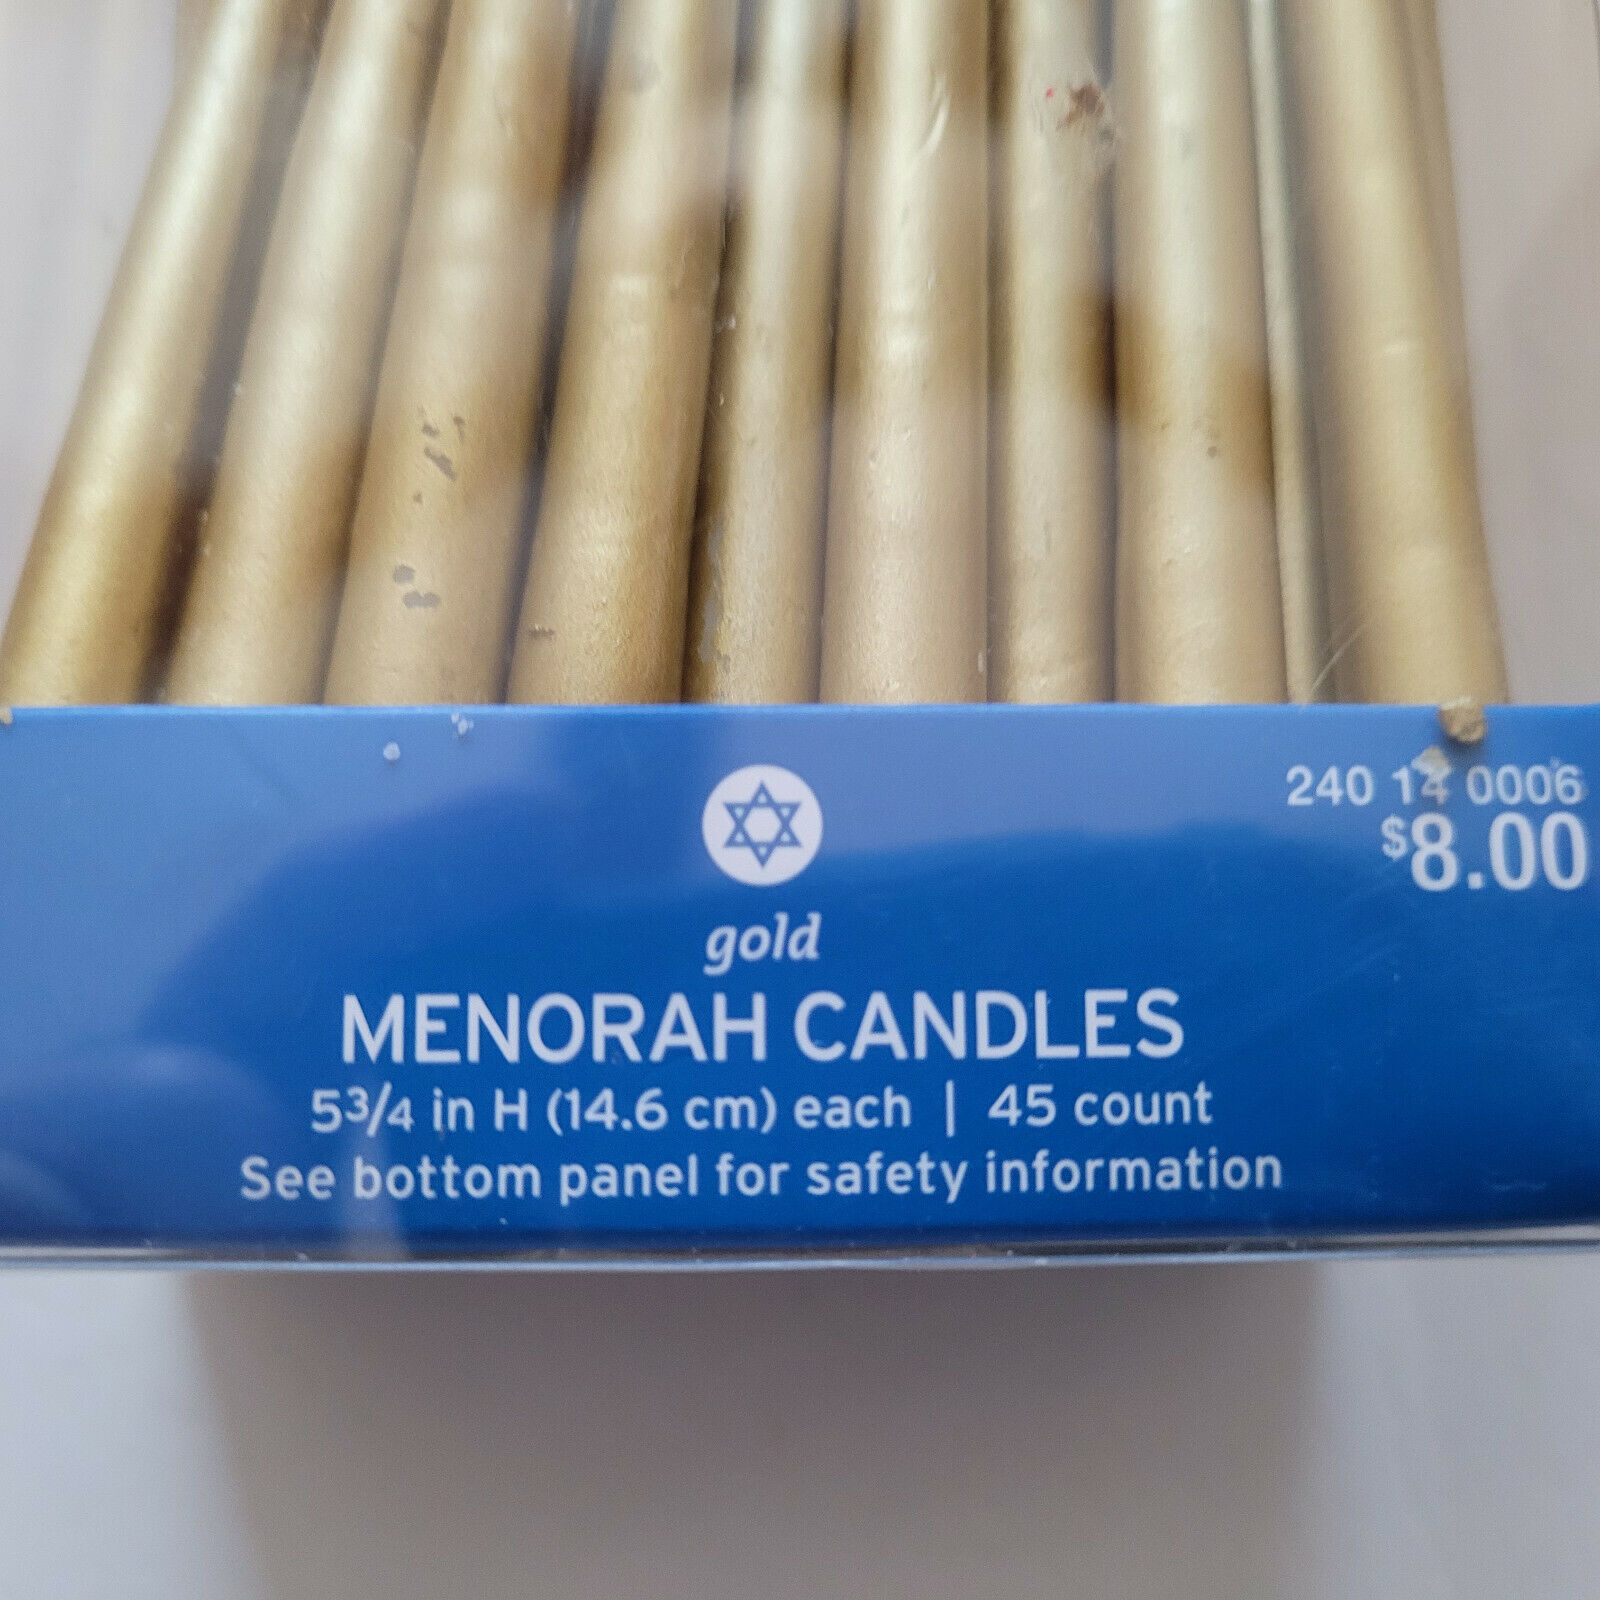 240 14 0006
$8.00
gold
MENORAH CANDLES
5¾ in H (14.6 cm) each | 45 count
See bottom panel for safety information